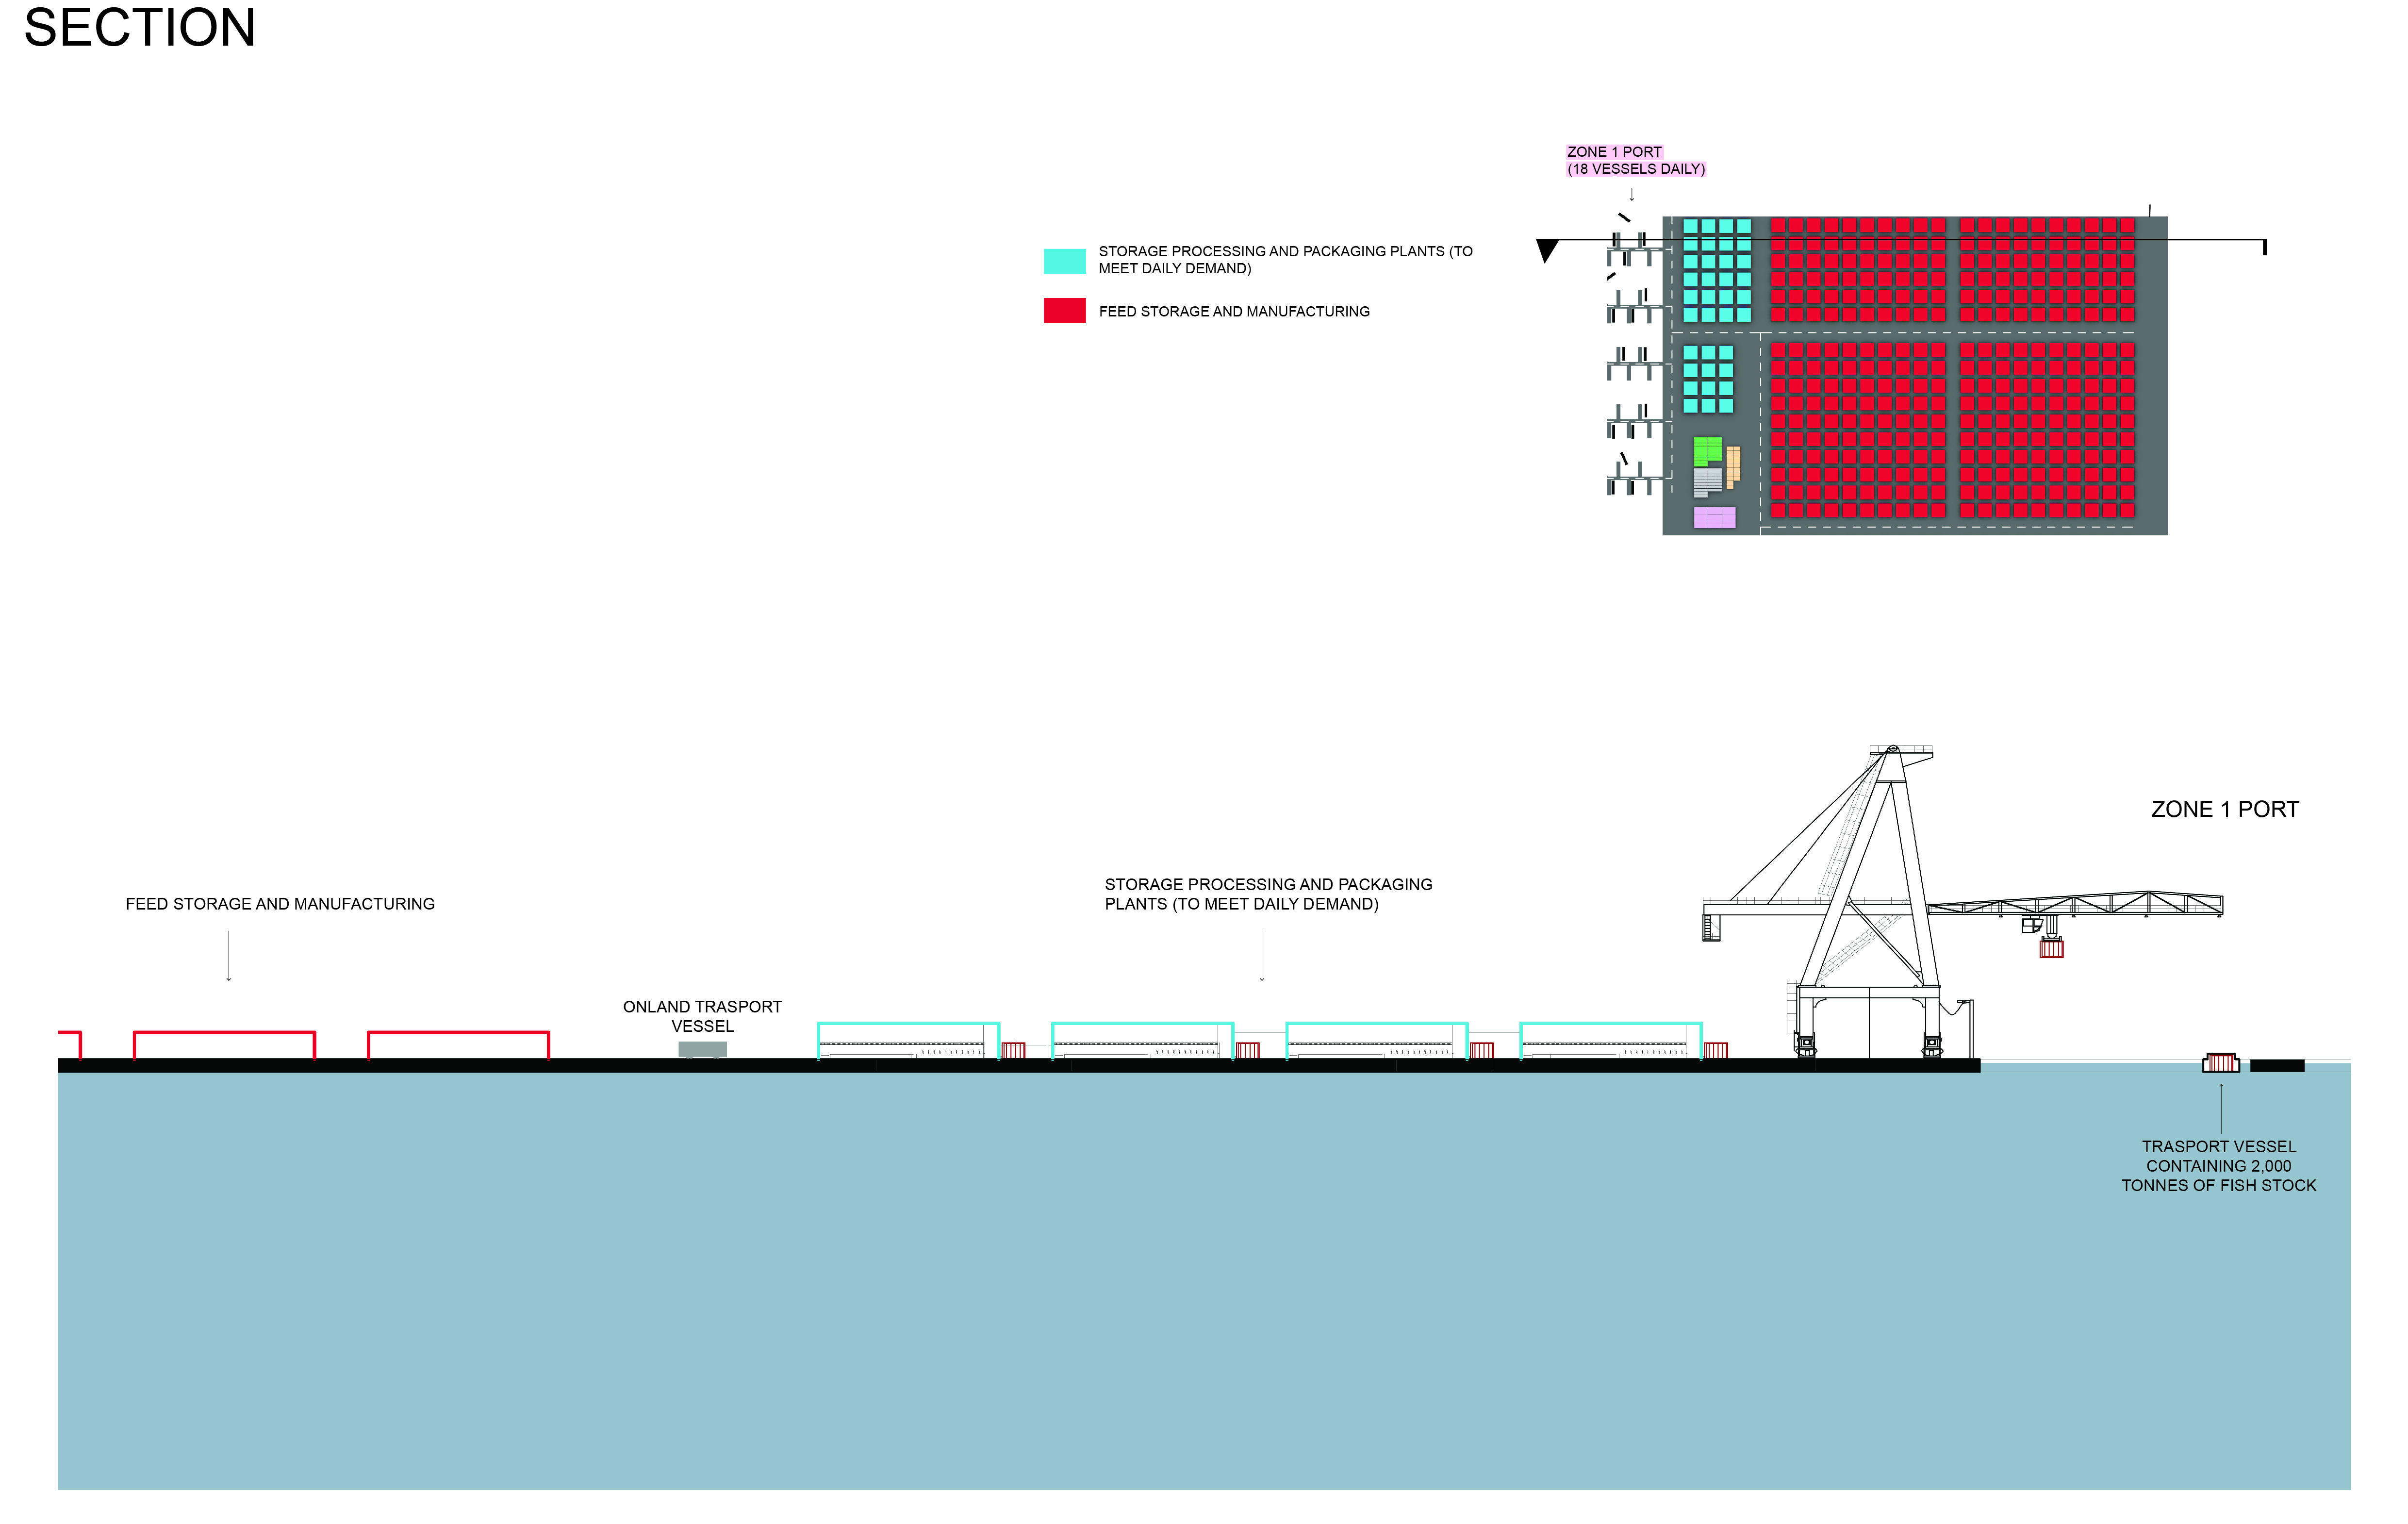 SECTION
ZONE 1 PORT
(18 VESSELS DAILY)
STORAGE PROCESSING AND PACKAGING PLANTS (TO
MEET DAILY DEMAND)
FEED STORAGE AND MANUFACTURING
ZONE 1 PORT
STORAGE PROCESSING AND PACKAGING
PLANTS (TO MEET DAILY DEMAND)
FEED STORAGE AND MANUFACTURING
ONLAND TRASPORT
VESSEL
TRASPORT VESSEL
CONTAINING 2,000
TONNES OF FISH STOCK